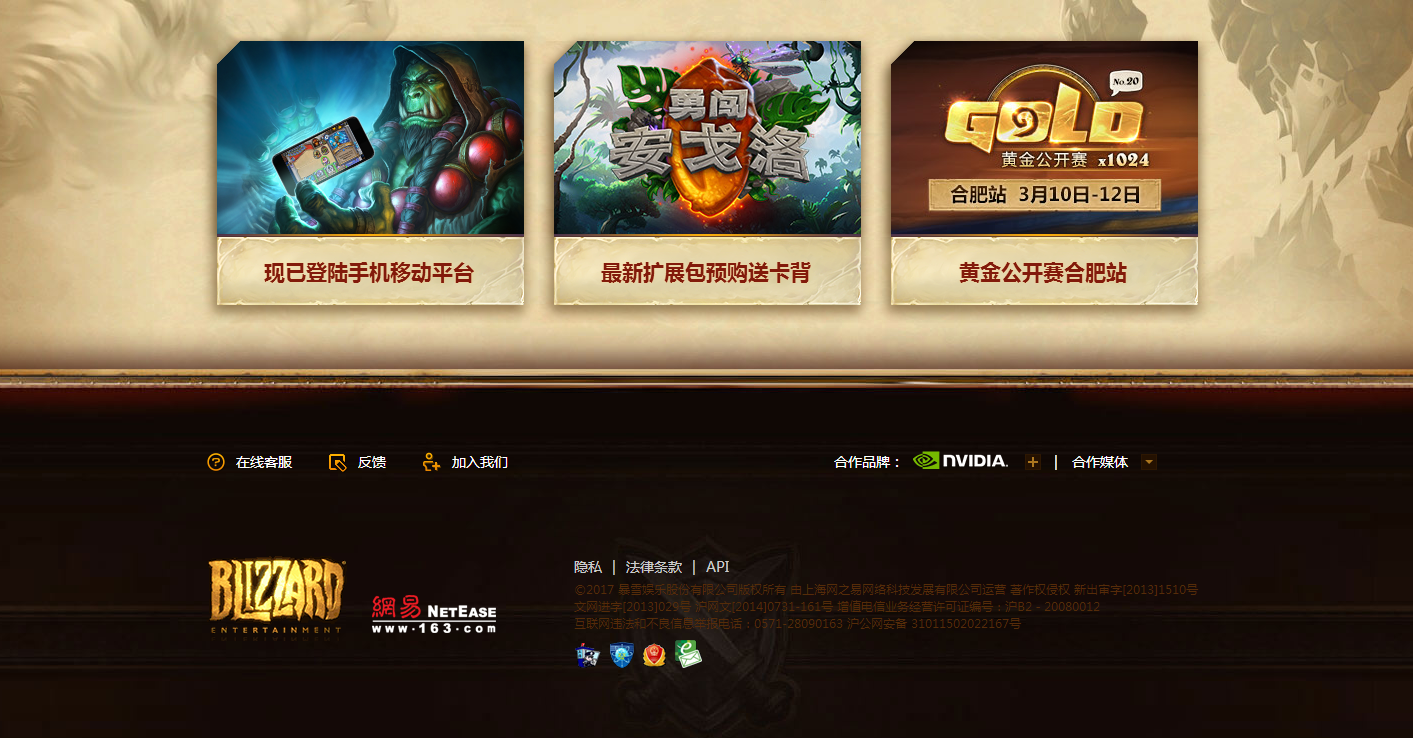 勇闯
安戈洛
No.20
GOLD
黄金公开赛 x1024
合肥站 3月10日-12日
现已登陆手机移动平台
最新扩展包预购送卡背
黄金公开赛合肥站
在线客服 反馈 加入我们 合作品牌： NVIDIA. 合作媒体
BLIZZARD
ENTERTAINMENT
網易 NETEASE
www.163.com
隐私 | 法律条款 | API
©2017 暴雪娱乐股份有限公司版权所有 由上海网之易网络科技发展有限公司运营 著作权侵权 新出审字[2013]1510号
文网进字[2013]029号 沪网文[2014]0731-161号 增值电信业务经营许可证编号：沪B2 - 20080012
互联网违法和不良信息举报电话：0571-28090163 沪公网安备 31011502022167号